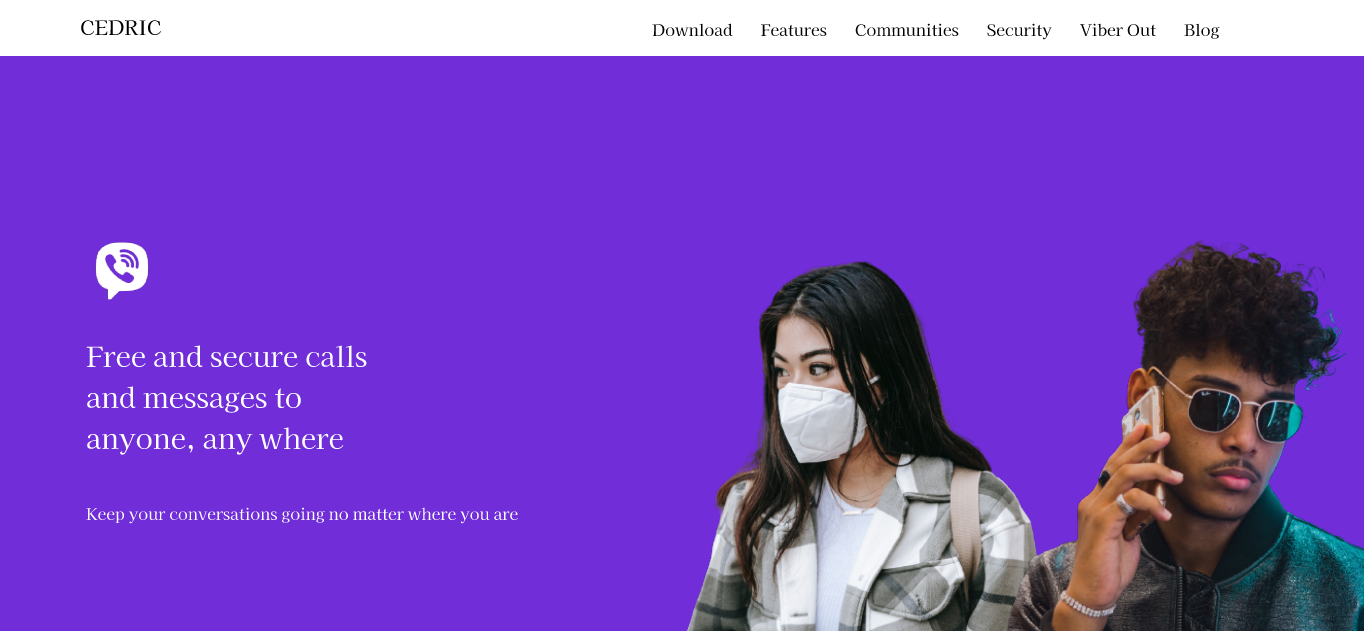 CEDRIC
Download Features Communities Security Viber Out Blog
Free and secure calls
and messages to
anyone, any where
Keep your conversations going no matter where you are